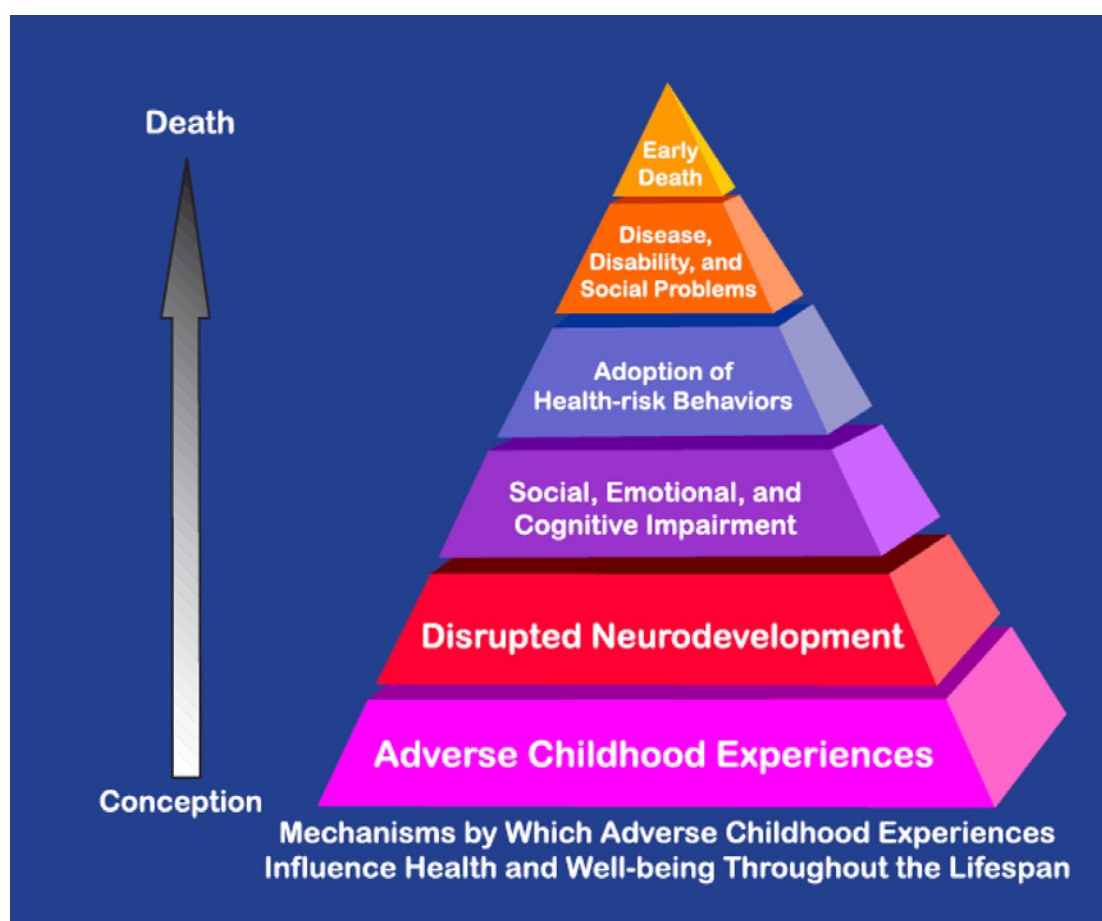 Death
Early
Death
Disease,
Disability, and
Social Problems
Adoption of
Health-risk Behaviors
Social, Emotional, and
Cognitive Impairment
Disrupted Neurodevelopment
Adverse Childhood Experiences
Conception
Mechanisms by Which Adverse Childhood Experiences
Influence Health and Well-being Throughout the Lifespan